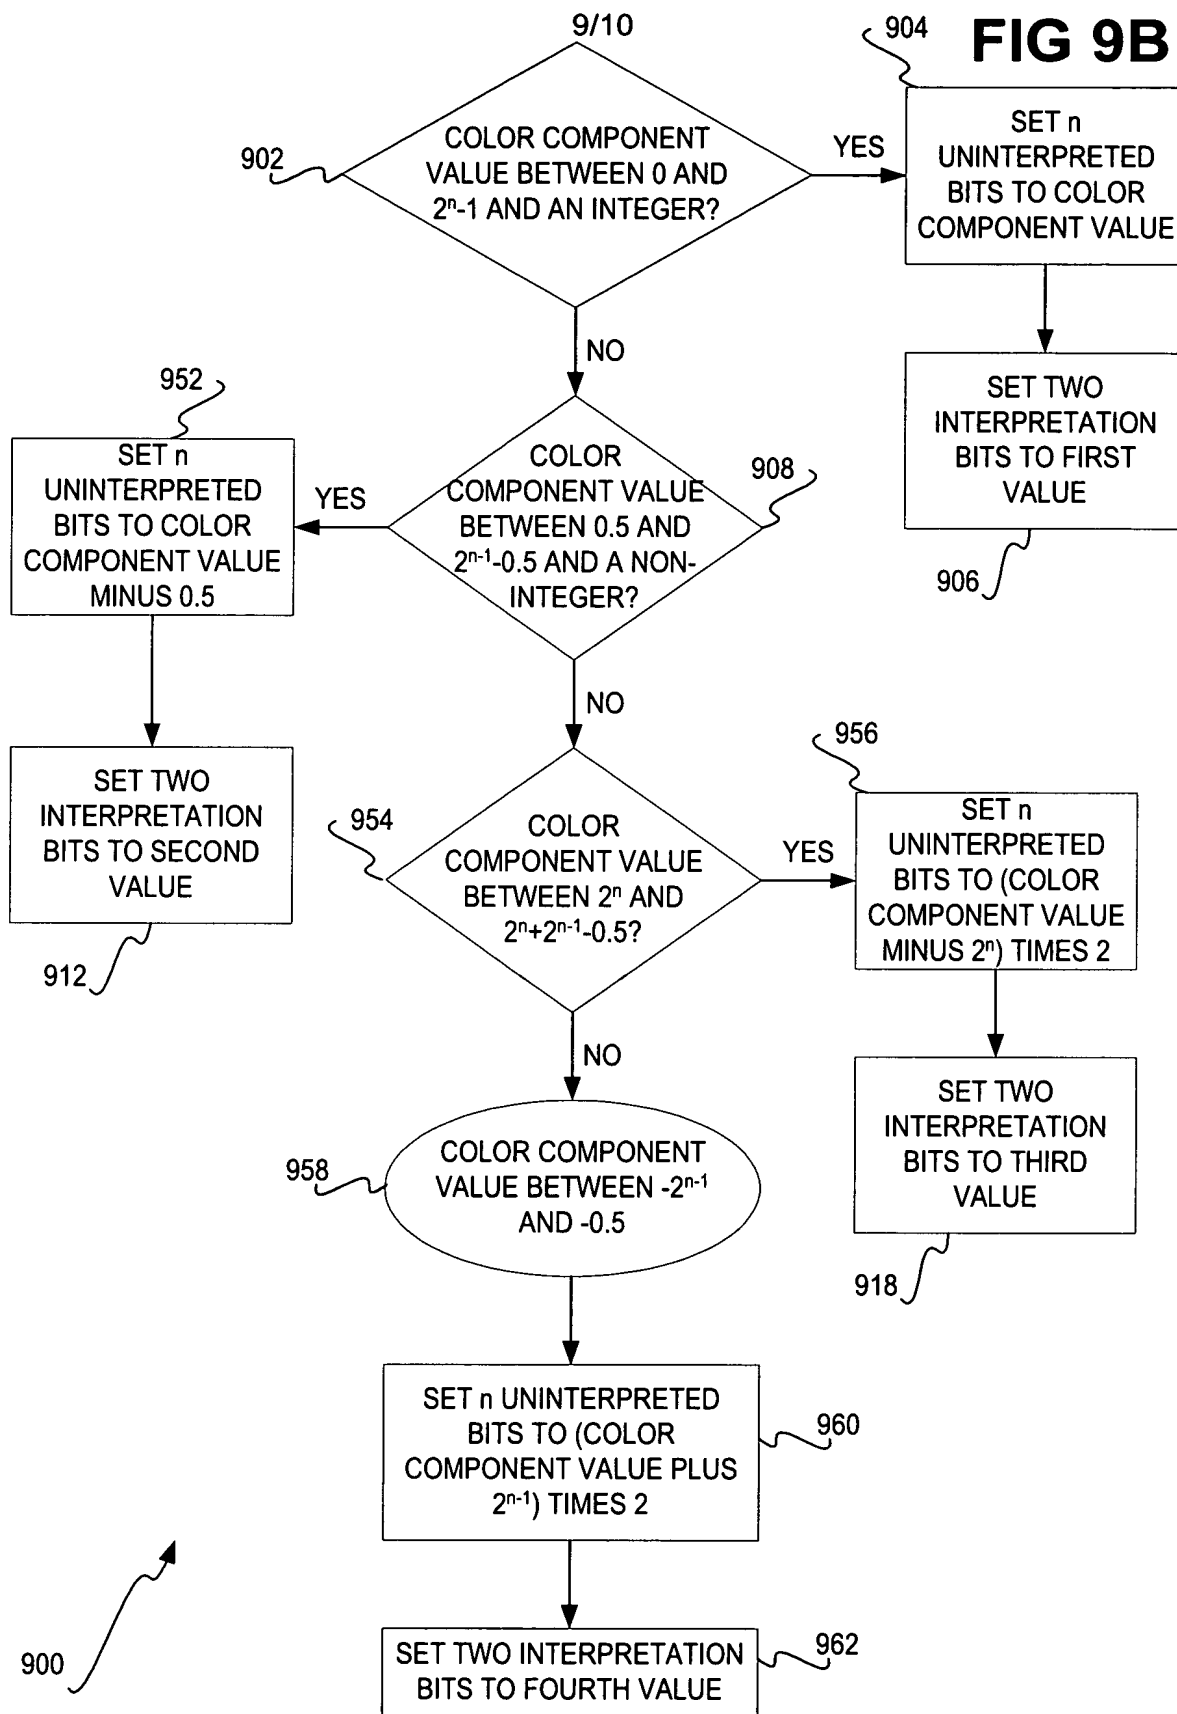 9/10
FIG 9B
902
COLOR COMPONENT
VALUE BETWEEN 0 AND
2ⁿ-1 AND AN INTEGER?
YES
904
SET n
UNINTERPRETED
BITS TO COLOR
COMPONENT VALUE
NO
SET TWO
INTERPRETATION
BITS TO FIRST
VALUE
906
952
SET n
UNINTERPRETED
BITS TO COLOR
COMPONENT VALUE
MINUS 0.5
YES
COLOR
COMPONENT VALUE
BETWEEN 0.5 AND
2ⁿ⁻¹-0.5 AND A NON-
INTEGER?
908
NO
SET TWO
INTERPRETATION
BITS TO SECOND
VALUE
912
954
COLOR
COMPONENT VALUE
BETWEEN 2ⁿ AND
2ⁿ+2ⁿ⁻¹-0.5?
YES
956
SET n
UNINTERPRETED
BITS TO (COLOR
COMPONENT VALUE
MINUS 2ⁿ) TIMES 2
NO
SET TWO
INTERPRETATION
BITS TO THIRD
VALUE
918
958
COLOR COMPONENT
VALUE BETWEEN -2ⁿ⁻¹
AND -0.5
SET n UNINTERPRETED
BITS TO (COLOR
COMPONENT VALUE PLUS
2ⁿ⁻¹) TIMES 2
960
SET TWO INTERPRETATION
BITS TO FOURTH VALUE
962
900